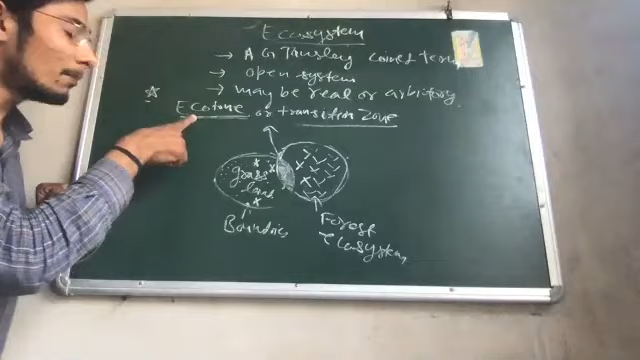 Ecosystem
→ A G Tansley coined term
→ open system
→ may be real or arbitrary.
Ecotone or transition zone
grass
land
Boundries
Forest
Ecosystem,